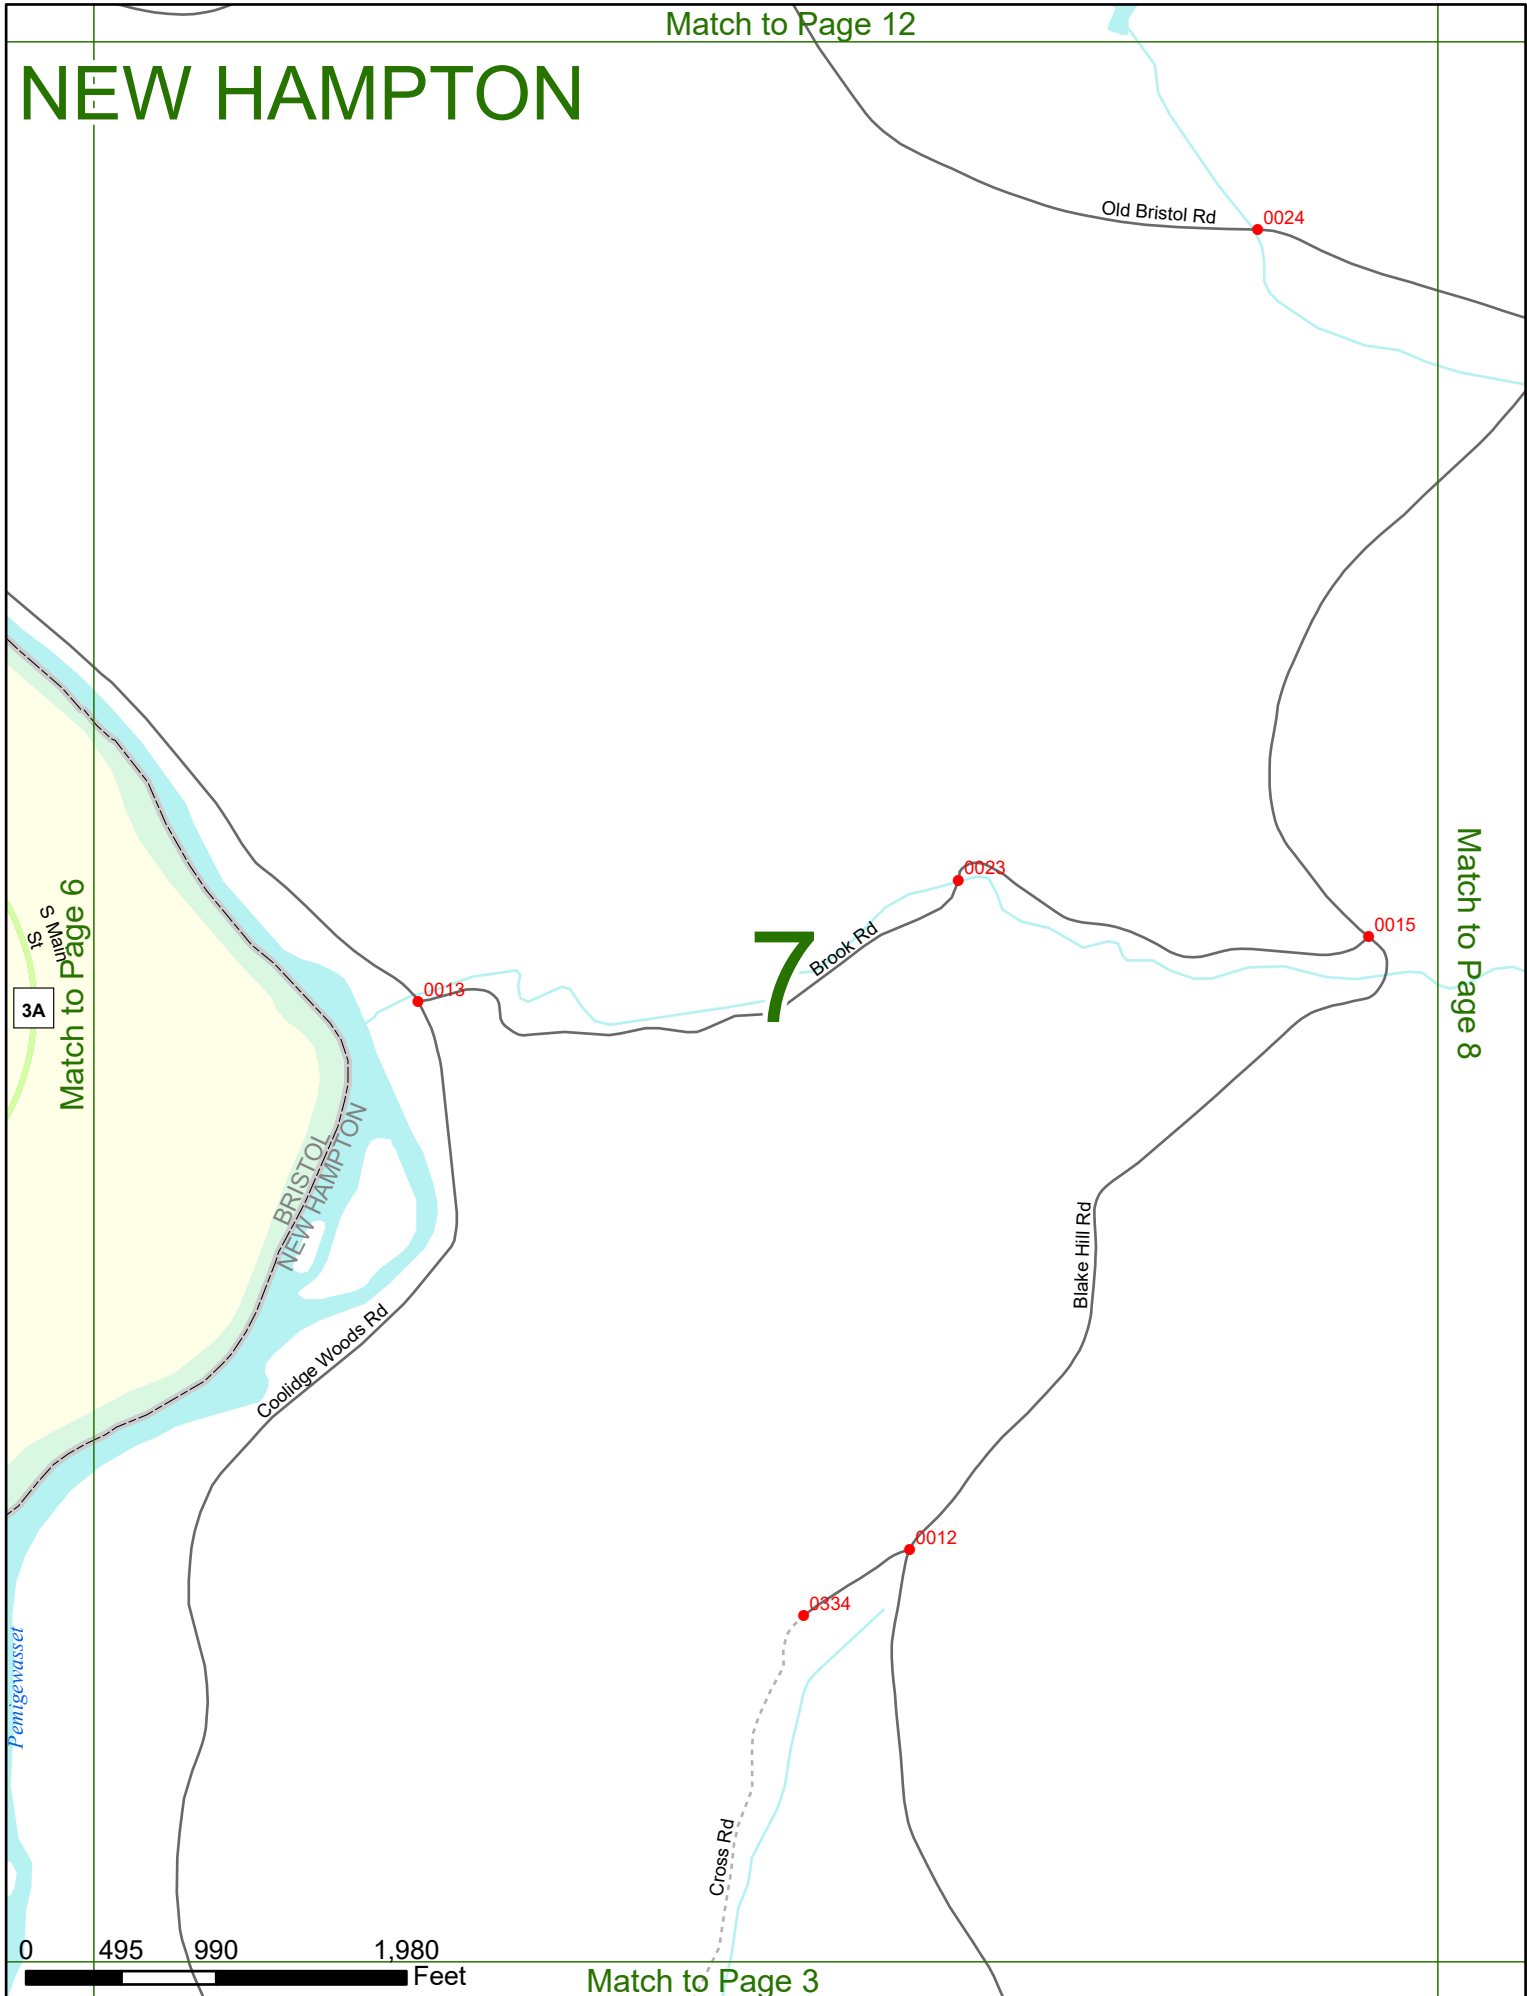 Match to Page 12
NEW HAMPTON
Old Bristol Rd
0024
Match to Page 6
S Main
St
3A
0023
Brook Rd
7
0015
Match to Page 8
0013
BRISTOL
NEW HAMPTON
Blake Hill Rd
Coolidge Woods Rd
0012
0334
Pemigewasset
Cross Rd
0 495 990 1,980
Feet
Match to Page 3